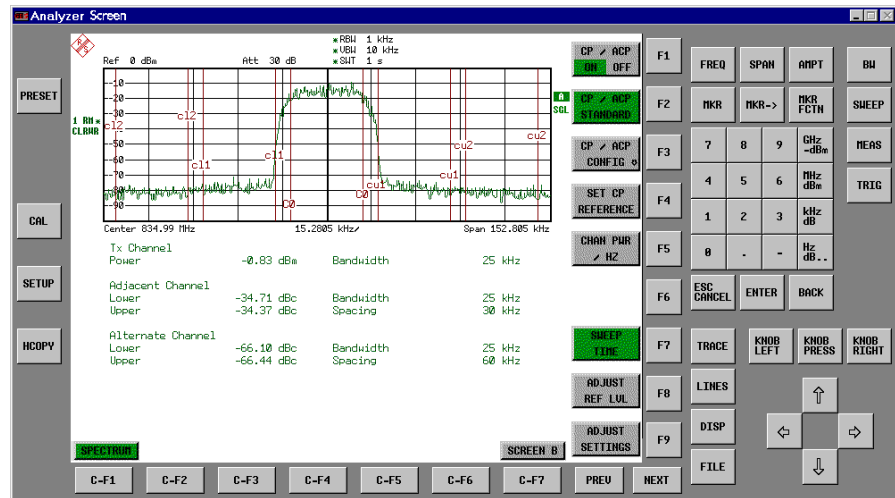 Analyzer Screen
R S
* RBW 1 kHz
* VBW 10 kHz
Ref 0 dBm Att 30 dB * SWT 1 s
-10
-20
-30
-50
-60
-70
-80
-90
1 RM *
CLRWR
A
SGL
cl2
cl2
cl1
cl1
C0
C0
cu1
cu1
cu2
cu2
Center 834.99 MHz 15.2805 kHz/ Span 152.805 kHz
Tx Channel
Power -0.83 dBm Bandwidth 25 kHz
Adjacent Channel
Lower -34.71 dBc Bandwidth 25 kHz
Upper -34.37 dBc Spacing 30 kHz
Alternate Channel
Lower -66.10 dBc Bandwidth 25 kHz
Upper -66.44 dBc Spacing 60 kHz
SPECTRUM
SCREEN B
PRESET
CAL
SETUP
HCOPY
CP / ACP
ON OFF
CP / ACP
STANDARD
CP / ACP
CONFIG
SET CP
REFERENCE
CHAN PWR
/ HZ
SWEEP
TIME
ADJUST
REF LVL
ADJUST
SETTINGS
F1
F2
F3
F4
F5
F6
F7
F8
F9
C-F1 C-F2 C-F3 C-F4 C-F5 C-F6 C-F7 PREV NEXT
FREQ SPAN AMPT BW
MKR MKR-> MKR
FCTN SWEEP
7 8 9 GHz
-dBm MEAS
4 5 6 MHz
dBm TRIG
1 2 3 kHz
dB
0 . - Hz
dB..
ESC
CANCEL ENTER BACK
TRACE KNOB
LEFT KNOB
PRESS KNOB
RIGHT
LINES
DISP
FILE